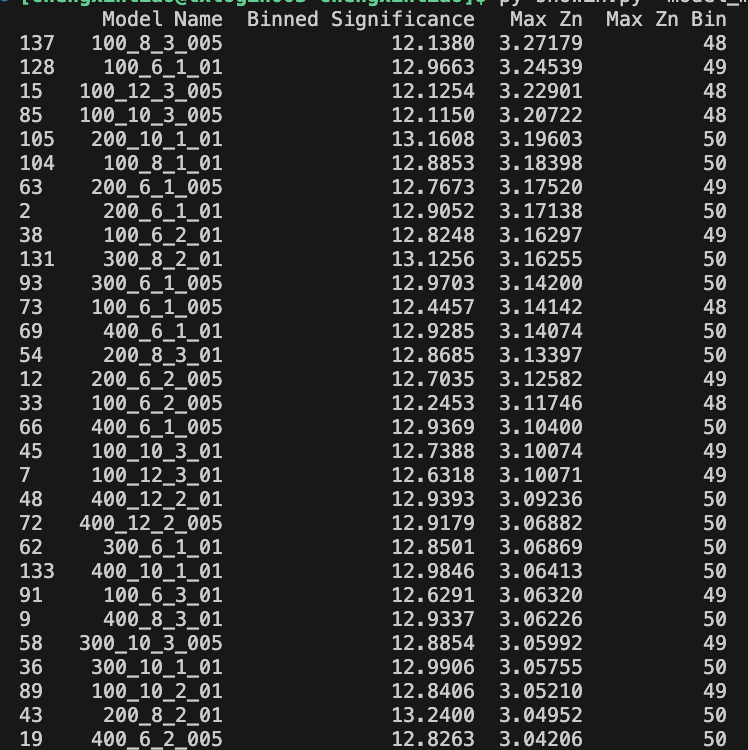 Model Name  Binned Significance   Max Zn  Max Zn Bin
137   100_8_3_005              12.1380  3.27179          48
128    100_6_1_01              12.9663  3.24539          49
15   100_12_3_005              12.1254  3.22901          48
85   100_10_3_005              12.1150  3.20722          48
105   200_10_1_01              13.1608  3.19603          50
104    100_8_1_01              12.8853  3.18398          50
63    200_6_1_005              12.7673  3.17520          49
2      200_6_1_01              12.9052  3.17138          50
38     100_6_2_01              12.8248  3.16297          49
131    300_8_2_01              13.1256  3.16255          50
93    300_6_1_005              12.9703  3.14200          50
73    100_6_1_005              12.4457  3.14142          48
69     400_6_1_01              12.9285  3.14074          50
54     200_8_3_01              12.8685  3.13397          50
12    200_6_2_005              12.7035  3.12582          49
33    100_6_2_005              12.2453  3.11746          48
66    400_6_1_005              12.9369  3.10400          50
45    100_10_3_01              12.7388  3.10074          49
7     100_12_3_01              12.6318  3.10071          49
48    400_12_2_01              12.9393  3.09236          50
72   400_12_2_005              12.9179  3.06882          50
62     300_6_1_01              12.8501  3.06869          50
133   400_10_1_01              12.9846  3.06413          50
91     100_6_3_01              12.6291  3.06320          49
9      400_8_3_01              12.9337  3.06226          50
58   300_10_3_005              12.8854  3.05992          49
36    300_10_1_01              12.9906  3.05755          50
89    100_10_2_01              12.8406  3.05210          49
43     200_8_2_01              13.2400  3.04952          50
19    400_6_2_005              12.8263  3.04206          50